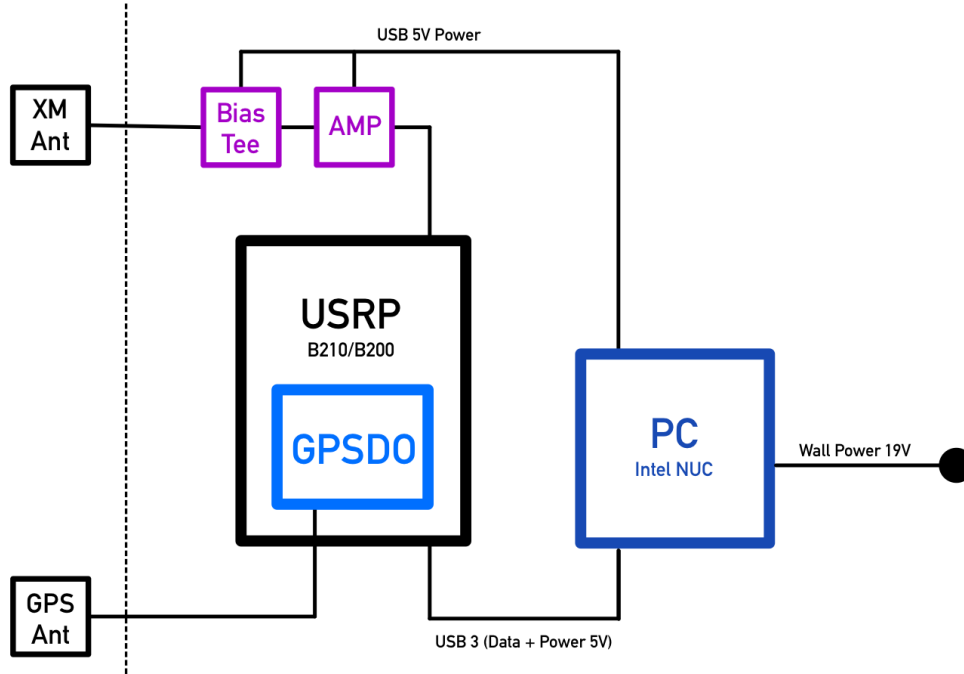 USB 5V Power
XM
Ant
Bias
Tee
AMP
USRP
B210/B200
GPSDO
PC
Intel NUC
Wall Power 19V
GPS
Ant
USB 3 (Data + Power 5V)